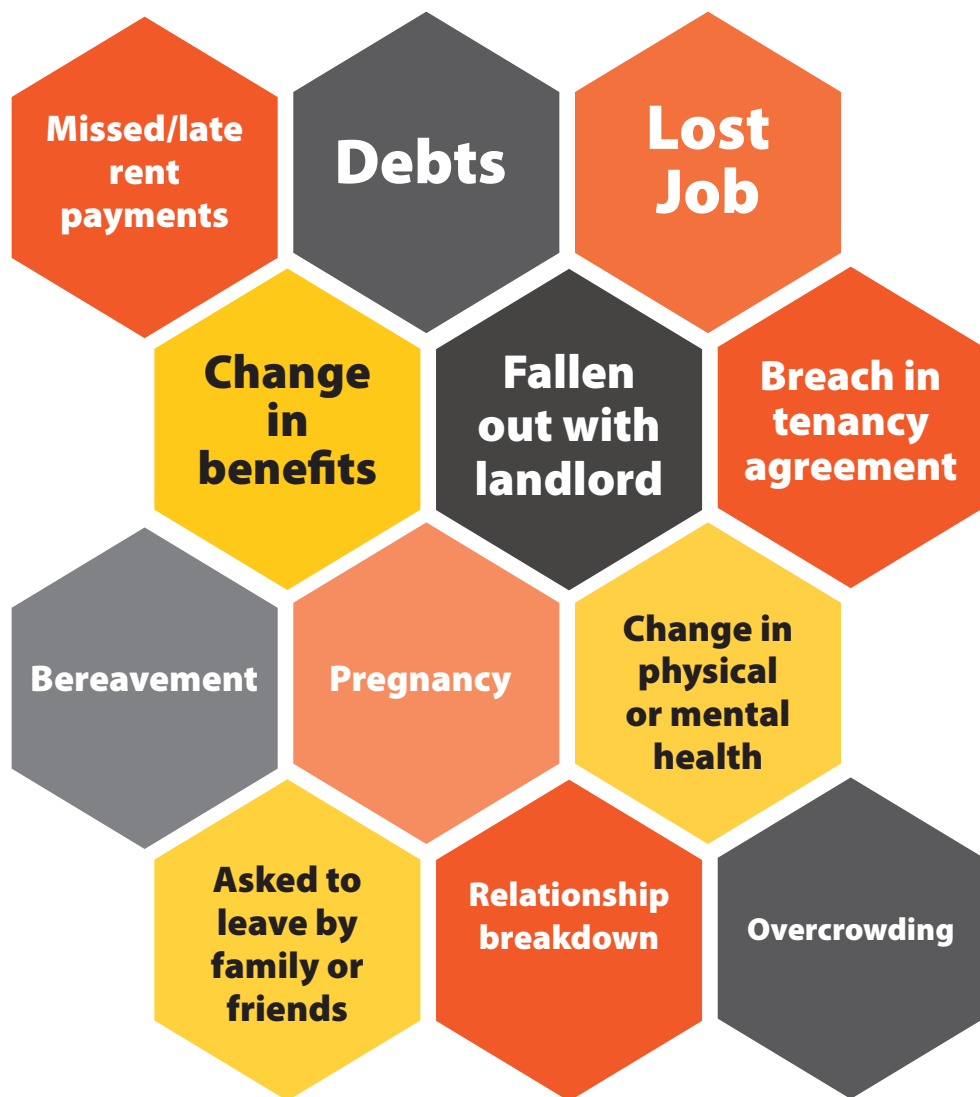 Missed/late
rent
payments
Debts
Lost
Job
Change
in
benefits
Fallen
out with
landlord
Breach in
tenancy
agreement
Bereavement
Pregnancy
Change in
physical
or mental
health
Asked to
leave by
family or
friends
Relationship
breakdown
Overcrowding